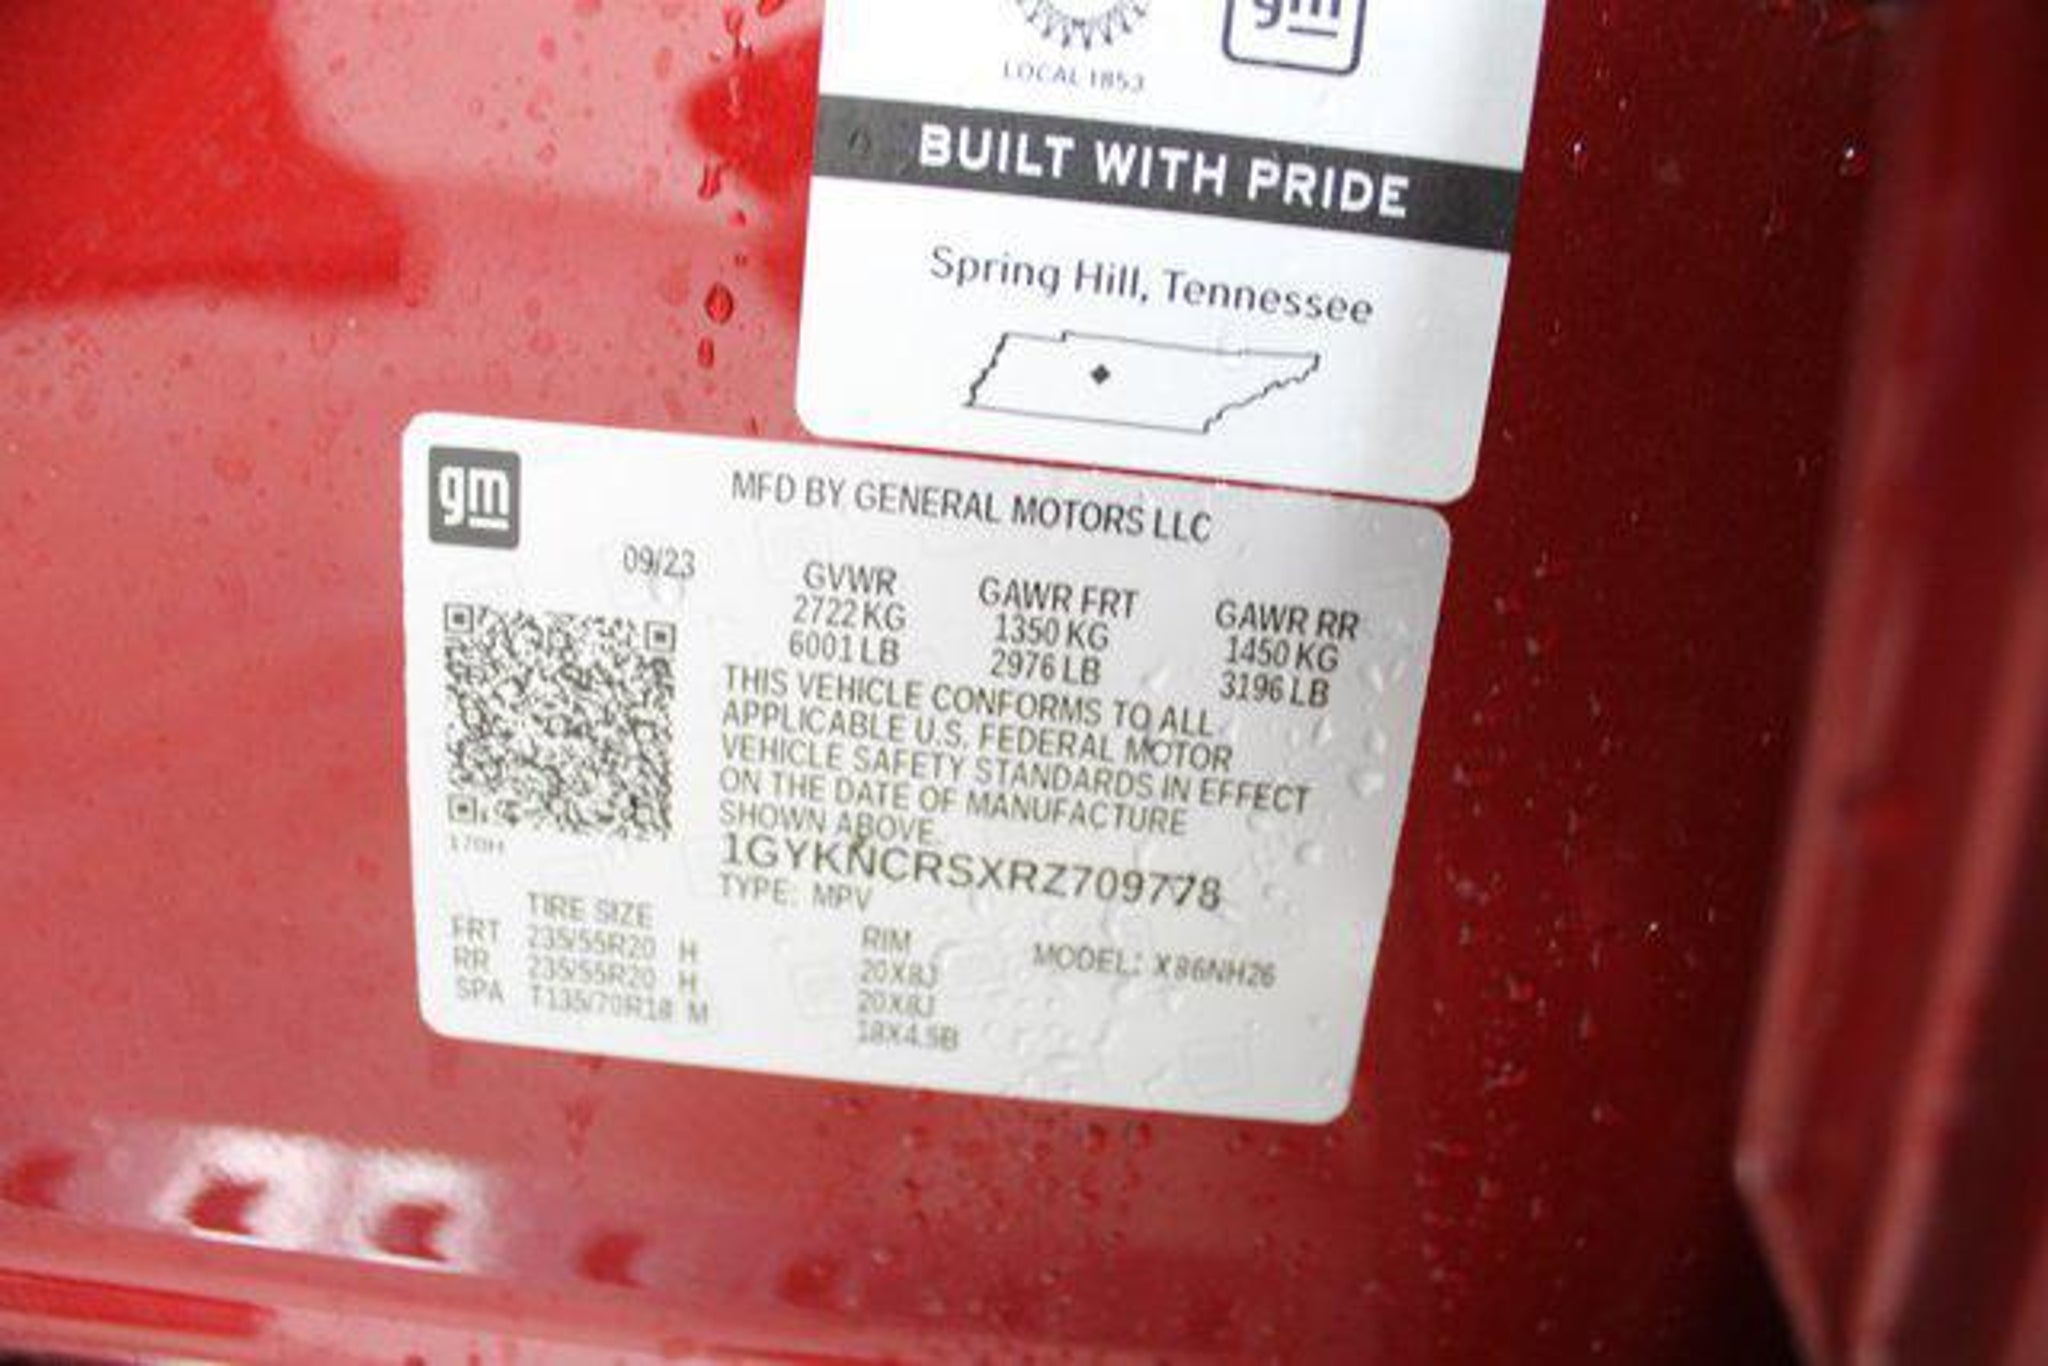 gm
LOCAL 1853
BUILT WITH PRIDE
Spring Hill, Tennessee
gm
MFD BY GENERAL MOTORS LLC
09/23
GVWR GAWR FRT GAWR RR
2722 KG 1350 KG 1450 KG
6001 LB 2976 LB 3196 LB
THIS VEHICLE CONFORMS TO ALL
APPLICABLE U.S. FEDERAL MOTOR
VEHICLE SAFETY STANDARDS IN EFFECT
ON THE DATE OF MANUFACTURE
SHOWN ABOVE.
1GYKNCRSXRZ709778
TYPE: MPV
TIRE SIZE RIM MODEL: X86NH26
FRT 235/55R20 H 20X8J
RR 235/55R20 H 20X8J
SPA T135/70R18 M 18X4.5B